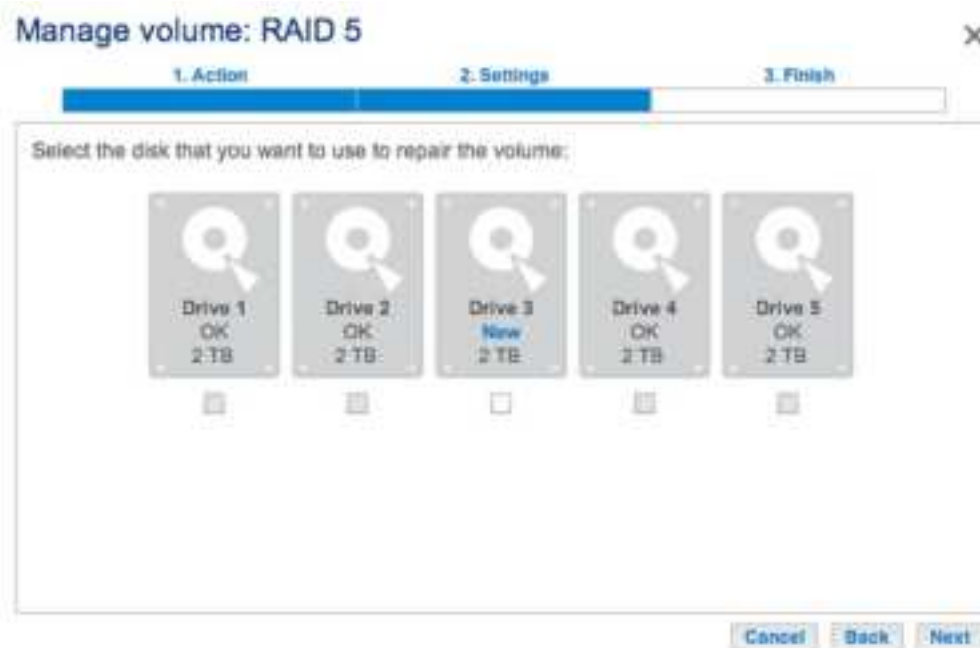 Manage volume: RAID 5
1. Action 2. Settings 3. Finish
Select the disk that you want to use to repair the volume:
Drive 1 Drive 2 Drive 3 Drive 4 Drive 5
OK OK New OK OK
2 TB 2 TB 2 TB 2 TB 2 TB
Cancel Back Next